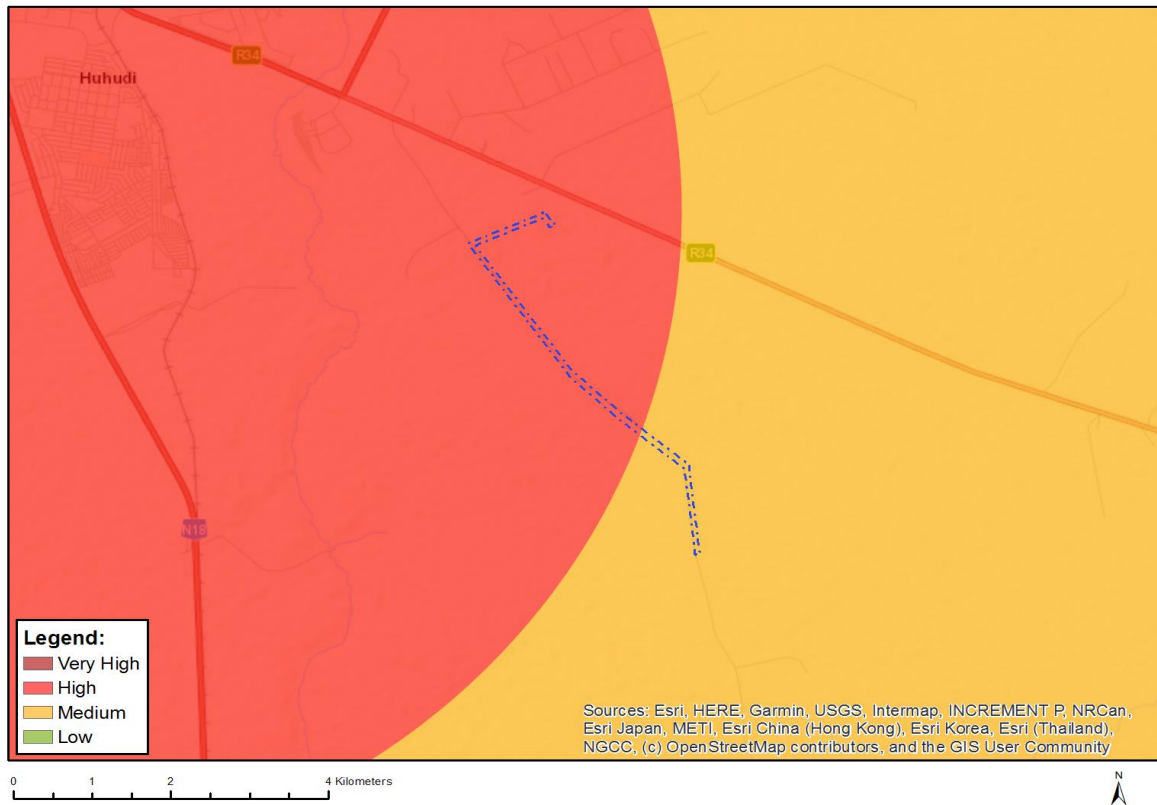 R34
Huhudi
R34
N18
Legend:
Very High
High
Medium
Low
Sources: Esri, HERE, Garmin, USGS, Intermap, INCREMENT P, NRCan,
Esri Japan, METI, Esri China (Hong Kong), Esri Korea, Esri (Thailand),
NGCC, (c) OpenStreetMap contributors, and the GIS User Community
0 1 2 4 Kilometers
N